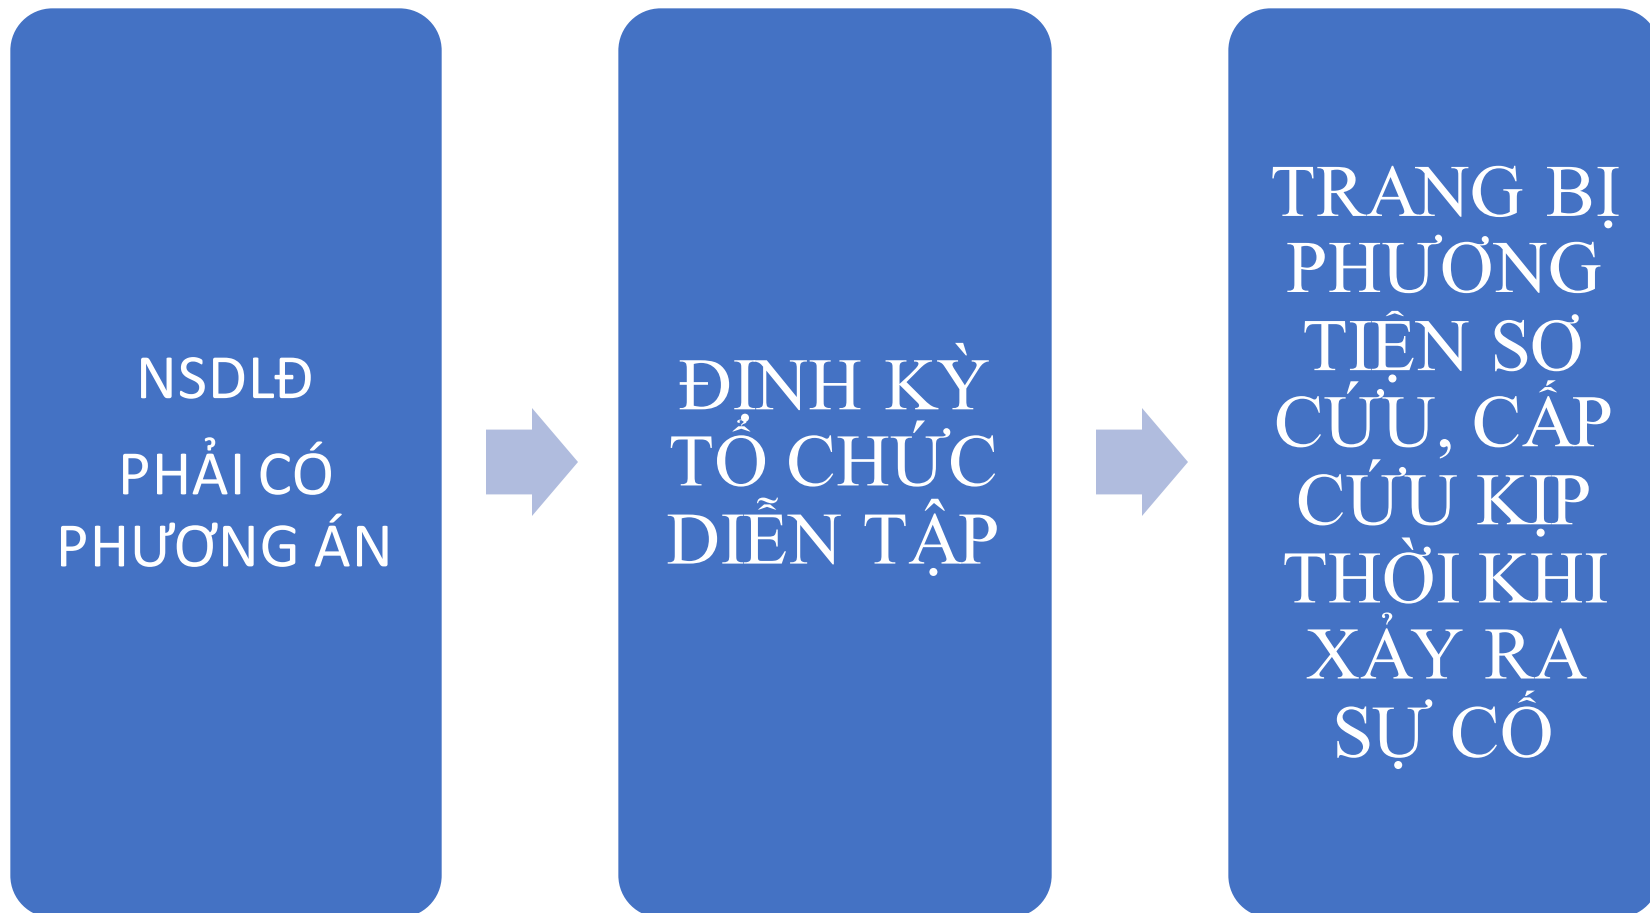 NSDLĐ
PHẢI CÓ
PHƯƠNG ÁN
ĐỊNH KỲ
TỔ CHỨC
DIỄN TẬP
TRANG BỊ
PHƯƠNG
TIỆN SƠ
CỨU, CẤP
CỨU KỊP
THỜI KHI
XẢY RA
SỰ CỐ